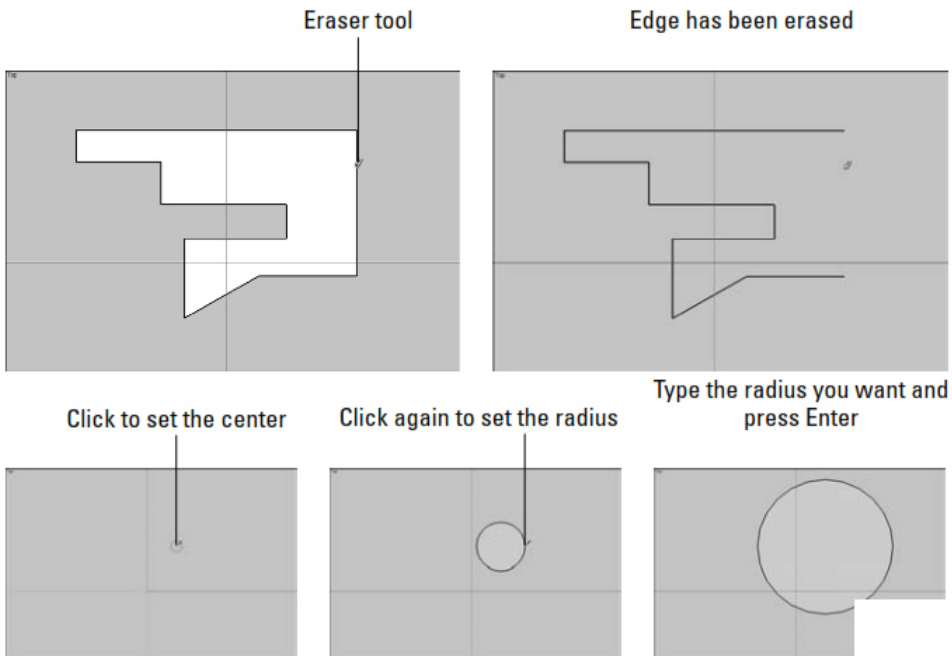 Eraser tool
Edge has been erased
Click to set the center
Click again to set the radius
Type the radius you want and
press Enter